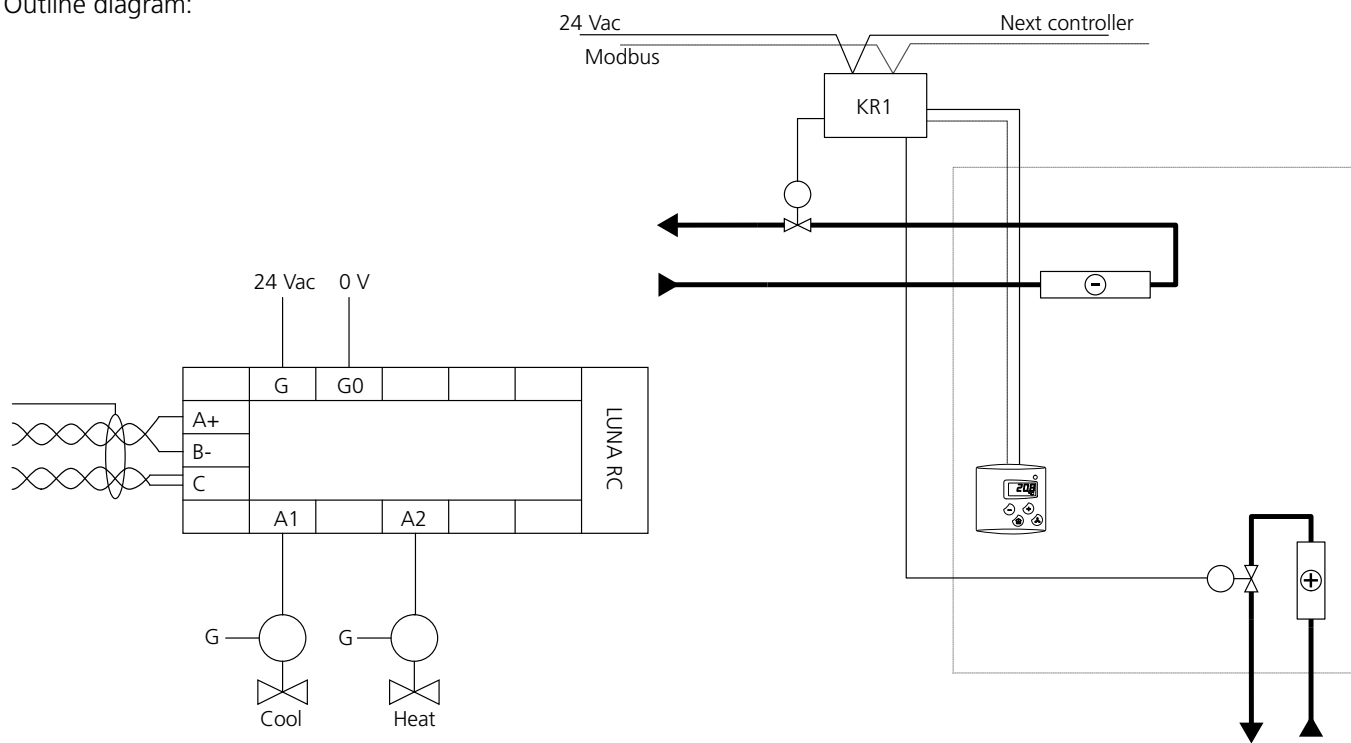 Outline diagram:
24 Vac
Next controller
Modbus
KR1
24 Vac 0 V
G G0
A+
B-
C
LUNA RC
A1 A2
G G
Cool Heat
20.8
- +
- 
+